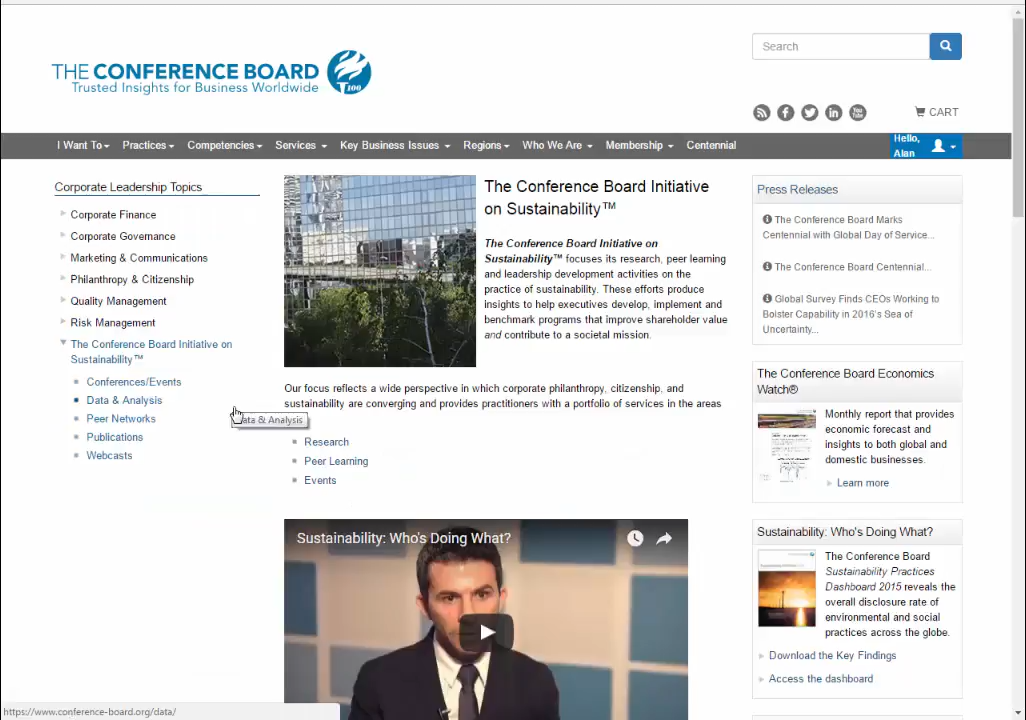 Search
THE CONFERENCE BOARD
Trusted Insights for Business Worldwide
100
CART
I Want To
Practices
Competencies
Services
Key Business Issues
Regions
Who We Are
Membership
Centennial
Hello,
Alan
Corporate Leadership Topics
Corporate Finance
Corporate Governance
Marketing & Communications
Philanthropy & Citizenship
Quality Management
Risk Management
The Conference Board Initiative on
Sustainability™
Conferences/Events
Data & Analysis
Peer Networks
Publications
Webcasts
ata & Analysis
The Conference Board Initiative
on Sustainability™
The Conference Board Initiative on
Sustainability™ focuses its research, peer learning
and leadership development activities on the
practice of sustainability. These efforts produce
insights to help executives develop, implement and
benchmark programs that improve shareholder value
and contribute to a societal mission.
Our focus reflects a wide perspective in which corporate philanthropy, citizenship, and
sustainability are converging and provides practitioners with a portfolio of services in the areas
Research
Peer Learning
Events
Sustainability: Who's Doing What?
Press Releases
The Conference Board Marks
Centennial with Global Day of Service...
The Conference Board Centennial...
Global Survey Finds CEOs Working to
Bolster Capability in 2016's Sea of
Uncertainty...
The Conference Board Economics
Watch®
Monthly report that provides
economic forecast and
insights to both global and
domestic businesses.
Learn more
Sustainability: Who's Doing What?
The Conference Board
Sustainability Practices
Dashboard 2015 reveals the
overall disclosure rate of
environmental and social
practices across the globe.
Download the Key Findings
Access the dashboard
https://www.conference-board.org/data/